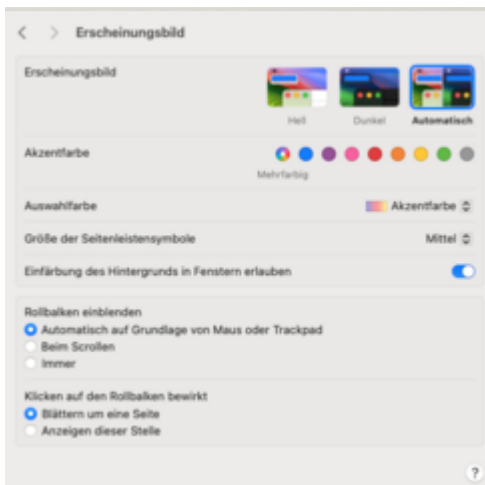 Erscheinungsbild
Erscheinungsbild
Hell Dunkel Automatisch
Akzentfarbe
Mehrfarbig
Auswahlfarbe Akzentfarbe
Größe der Seitenleistensymbole Mittel
Einfärbung des Hintergrunds in Fenstern erlauben
Rollbalken einblenden
Automatisch auf Grundlage von Maus oder Trackpad
Beim Scrollen
Immer
Klicken auf den Rollbalken bewirkt
Blättern um eine Seite
Anzeigen dieser Stelle
?